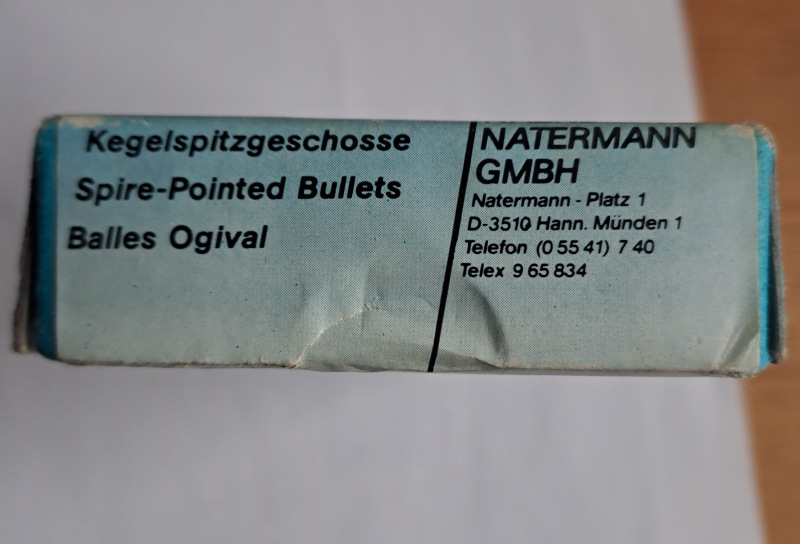 Kegelspitzgeschosse
Spire-Pointed Bullets
Balles Ogival
NATERMANN
GMBH
Natermann - Platz 1
D-3510 Hann. Münden 1
Telefon (0 55 41) 7 40
Telex 9 65 834